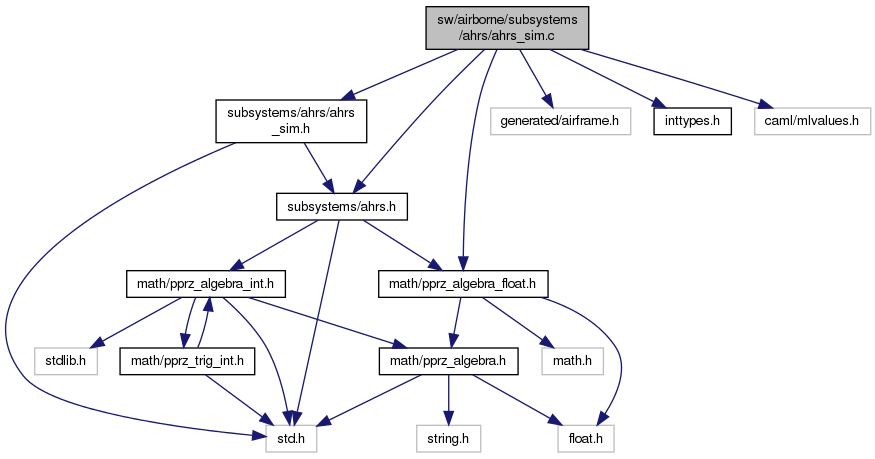 sw/airborne/subsystems
/ahrs/ahrs_sim.c
subsystems/ahrs/ahrs
_sim.h
generated/airframe.h
inttypes.h
caml/mlvalues.h
subsystems/ahrs.h
math/pprz_algebra_int.h
math/pprz_algebra_float.h
stdlib.h
math/pprz_trig_int.h
math/pprz_algebra.h
math.h
std.h
string.h
float.h